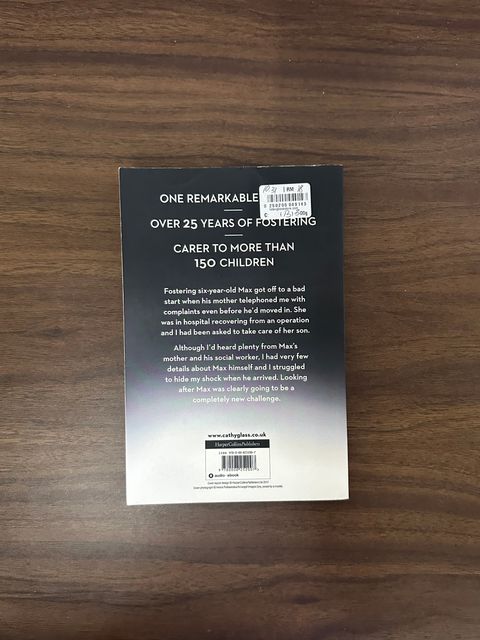 ONE REMARKABLE
OVER 25 YEARS OF FOSTERING
CARER TO MORE THAN
150 CHILDREN
Fostering six-year-old Max got off to a bad
start when his mother telephoned me with
complaints even before he'd moved in. She
was in hospital recovering from an operation
and I had been asked to take care of her son.
Although I'd heard plenty from Max's
mother and his social worker, I had very few
details about Max himself and I struggled
to hide my shock when he arrived. Looking
after Max was clearly going to be a
completely new challenge.
www.cathyglass.co.uk
HarperCollinsPublishers
audio · ebook